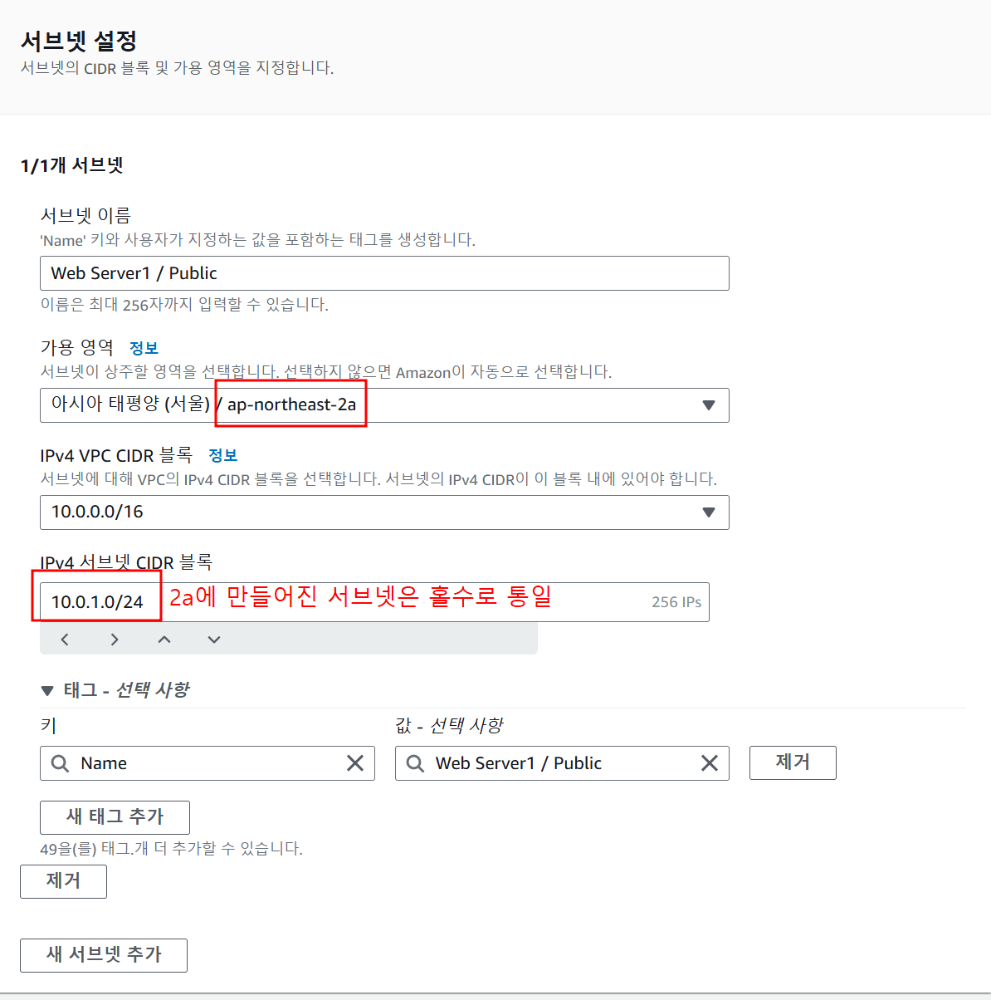 서브넷 설정
서브넷의 CIDR 블록 및 가용 영역을 지정합니다.
1/1개 서브넷
서브넷 이름
'Name' 키와 사용자가 지정하는 값을 포함하는 태그를 생성합니다.
Web Server1 / Public
이름은 최대 256자까지 입력할 수 있습니다.
가용 영역 정보
서브넷이 상주할 영역을 선택합니다. 선택하지 않으면 Amazon이 자동으로 선택합니다.
아시아 태평양 (서울) / ap-northeast-2a
IPv4 VPC CIDR 블록 정보
서브넷에 대해 VPC의 IPv4 CIDR 블록을 선택합니다. 서브넷의 IPv4 CIDR이 이 블록 내에 있어야 합니다.
10.0.0.0/16
IPv4 서브넷 CIDR 블록
10.0.1.0/24 2a에 만들어진 서브넷은 홀수로 통일 256 IPs
태그 - 선택 사항
키 값 - 선택 사항
Name Web Server1 / Public 제거
새 태그 추가
49을(를) 태그.개 더 추가할 수 있습니다.
제거
새 서브넷 추가